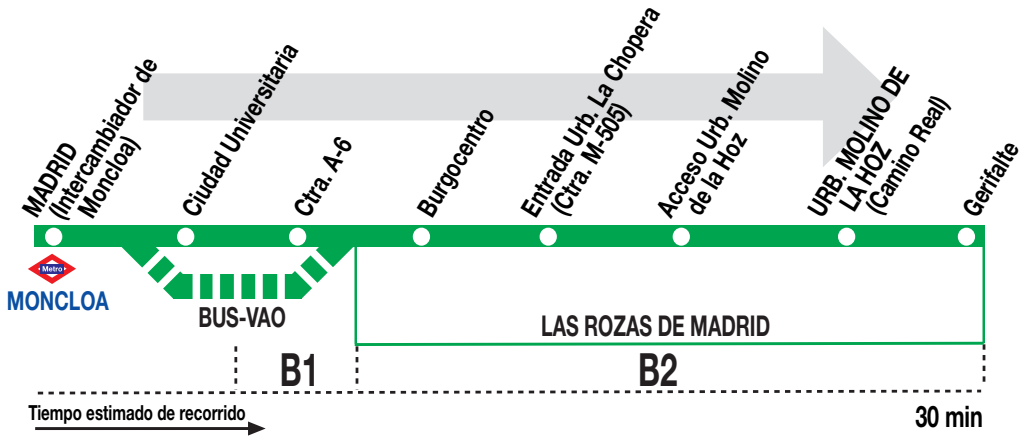 MADRID
(Intercambiador de
Moncloa)
Ciudad Universitaria
Ctra. A-6
Burgocentro
Entrada Urb. La Chopera
(Ctra. M-505)
Acceso Urb. Molino
de la Hoz
URB. MOLINO DE
LA HOZ
(Camino Real)
Gerifalte
Metro
MONCLOA
BUS-VAO
LAS ROZAS DE MADRID
B1
B2
Tiempo estimado de recorrido
30 min